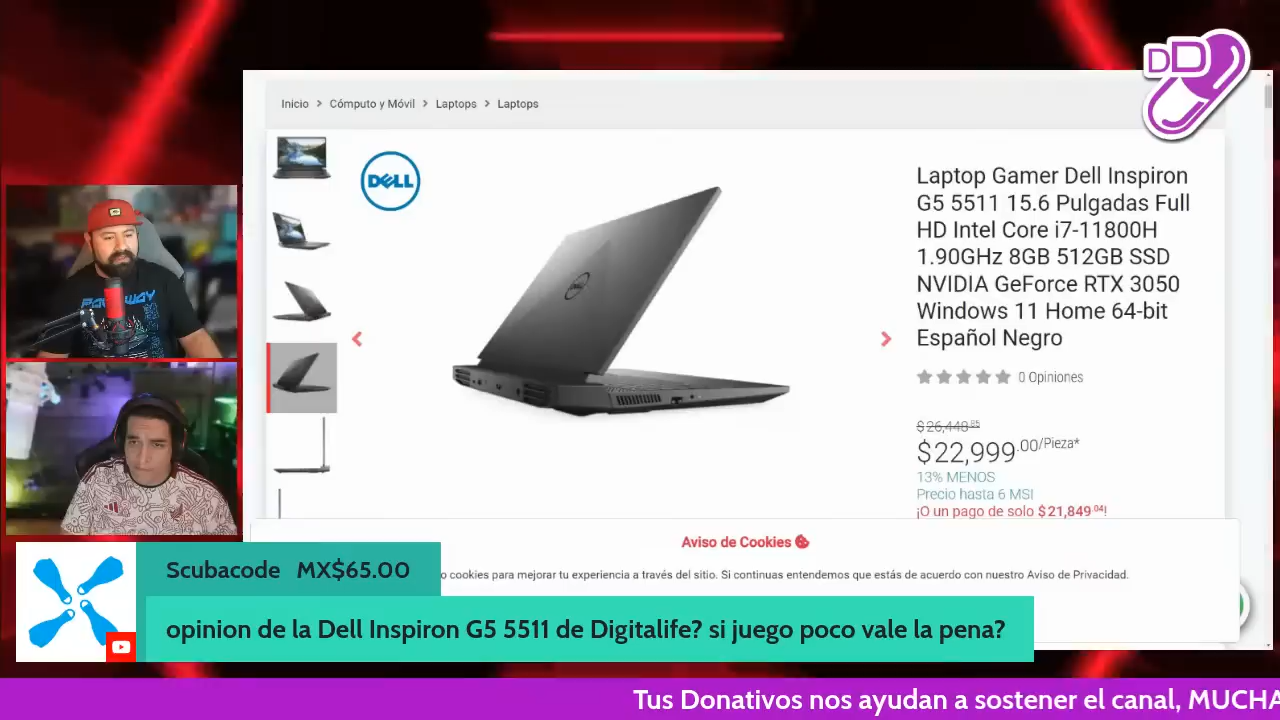 DD
Inicio > Cómputo y Móvil > Laptops > Laptops
DELL
Laptop Gamer Dell Inspiron
G5 5511 15.6 Pulgadas Full
HD Intel Core i7-11800H
1.90GHz 8GB 512GB SSD
NVIDIA GeForce RTX 3050
Windows 11 Home 64-bit
Español Negro
0 Opiniones
$26,448.85
$22,999.00/Pieza*
13% MENOS
Precio hasta 6 MSI
¡O un pago de solo $21,849.04!
Aviso de Cookies
o cookies para mejorar tu experiencia a través del sitio. Si continuas entendemos que estás de acuerdo con nuestro Aviso de Privacidad.
Scubacode MX$65.00
opinion de la Dell Inspiron G5 5511 de Digitalife? si juego poco vale la pena?
Tus Donativos nos ayudan a sostener el canal, MUCHA